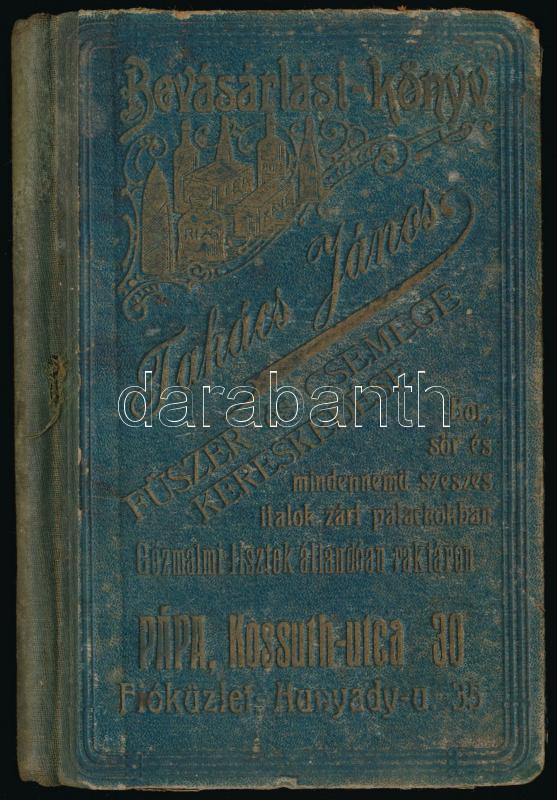 Bevásárlási-könyv
RIZS
Takács János
FŰSZER CSEMEGE
KERESKEDÉSE
Bor,
sör és
mindennemű szeszes
italok zárt palackokban
Gőzmalmi lisztek állandóan raktáron
PÁPA, Kossuth-utca 30
Fióküzlet Hunyady-u 35
darabanth